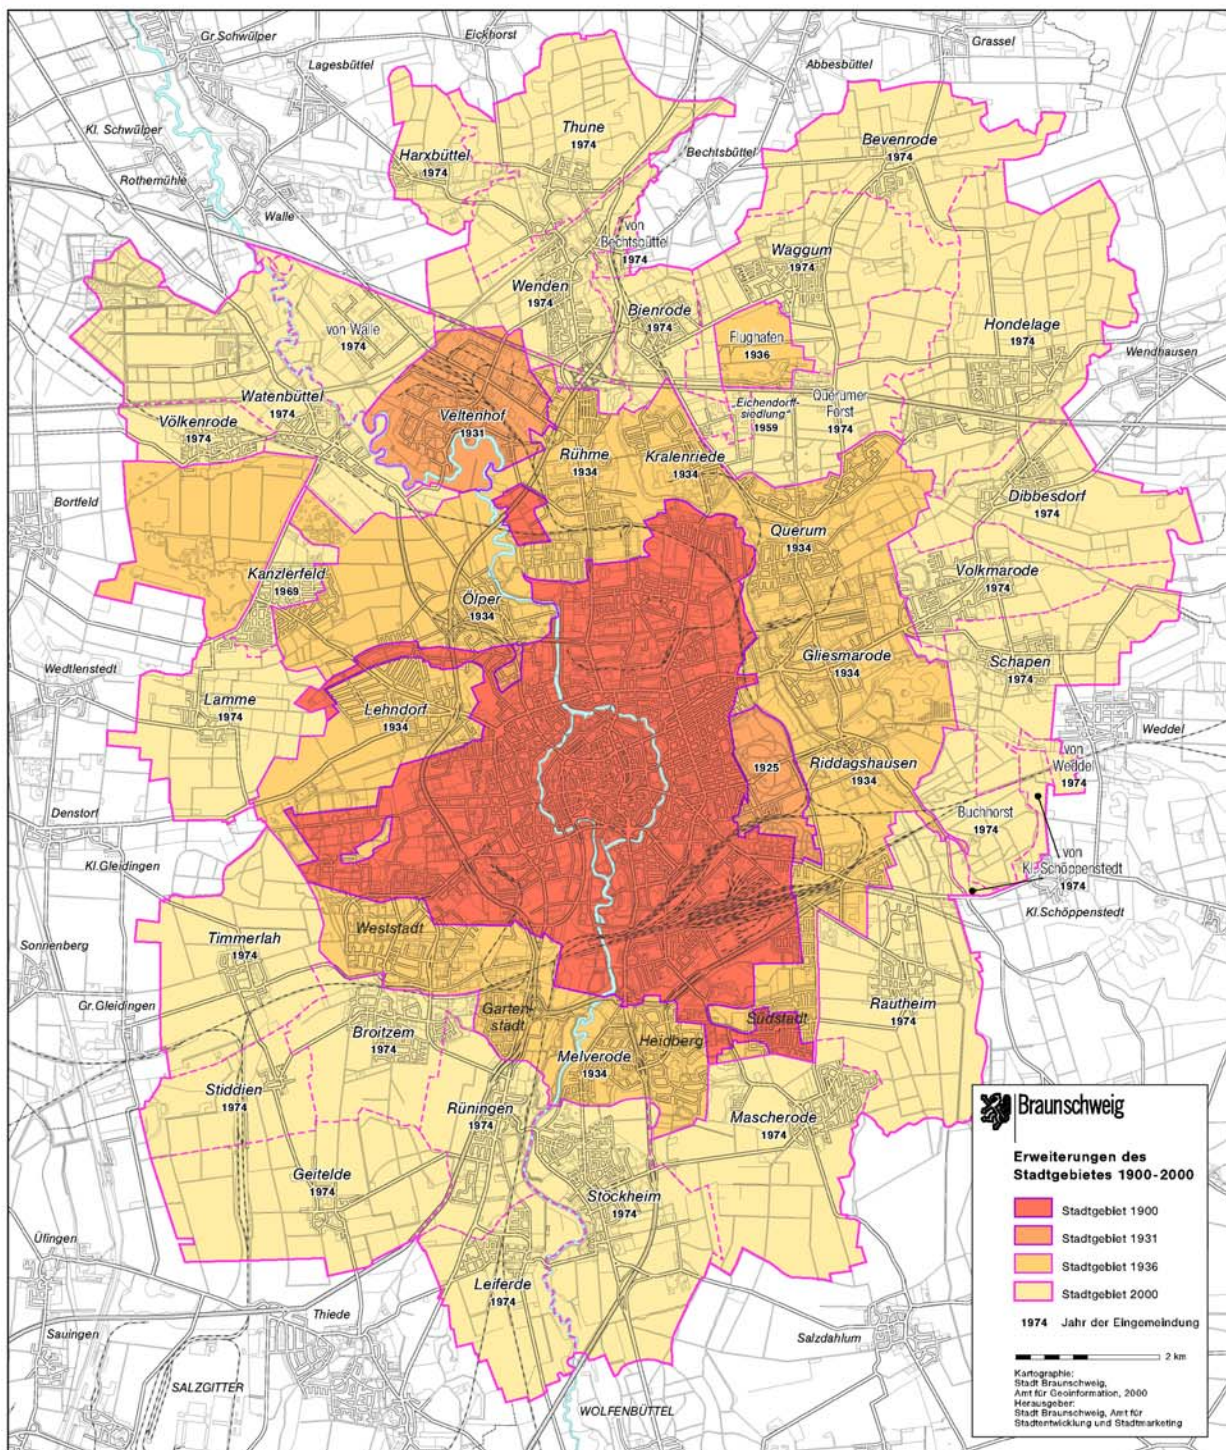 Gr.Schwülper
Eickhorst
Grassel
Lagesbüttel
Abbesbüttel
Kl. Schwülper
Thune
1974
Bevenrode
1974
Harxbüttel
1974
Bechtsbüttel
Rothemühle
Walle
von
Bechtsbüttel
1974
Waggum
1974
Wenden
1974
Bienrode
1974
von Walle
1974
Flughafen
1936
Hondelage
1974
Wendhausen
Watenbüttel
1974
Völkenrode
1974
Veltenhof
1931
"Eichendorff-
siedlung"
1959
Querumer
Forst
1974
Rühme
1934
Kralenriede
1934
Bortfeld
Dibbesdorf
1974
Querum
1934
Kanzlerfeld
1969
Volkmarode
1974
Ölper
1934
Wedtlenstedt
Lamme
1974
Lehndorf
1934
Gliesmarode
1934
Schapen
1974
Weddel
1925
Riddagshausen
1934
von
Weddel
1974
Denstorf
Buchhorst
1974
Kl.Gleidingen
von
Kl. Schöppenstedt
1974
Kl.Schöppenstedt
Weststadt
Timmerlah
1974
Sonnenberg
Gr.Gleidingen
Garten-
stadt
Südstadt
Rautheim
1974
Broitzem
1974
Heidberg
Melverode
1934
Stiddien
1974
Rüningen
1974
Mascherode
1974
Geitelde
1974
Stöckheim
1974
Üfingen
Leiferde
1974
Thiede
Sauingen
Salzdahlum
SALZGITTER
WOLFENBÜTTEL
Braunschweig
Erweiterungen des
Stadtgebietes 1900-2000
Stadtgebiet 1900
Stadtgebiet 1931
Stadtgebiet 1936
Stadtgebiet 2000
1974 Jahr der Eingemeindung
2 km
Kartographie:
Stadt Braunschweig,
Amt für Geoinformation, 2000
Herausgeber:
Stadt Braunschweig, Amt für
Stadtentwicklung und Stadtmarketing